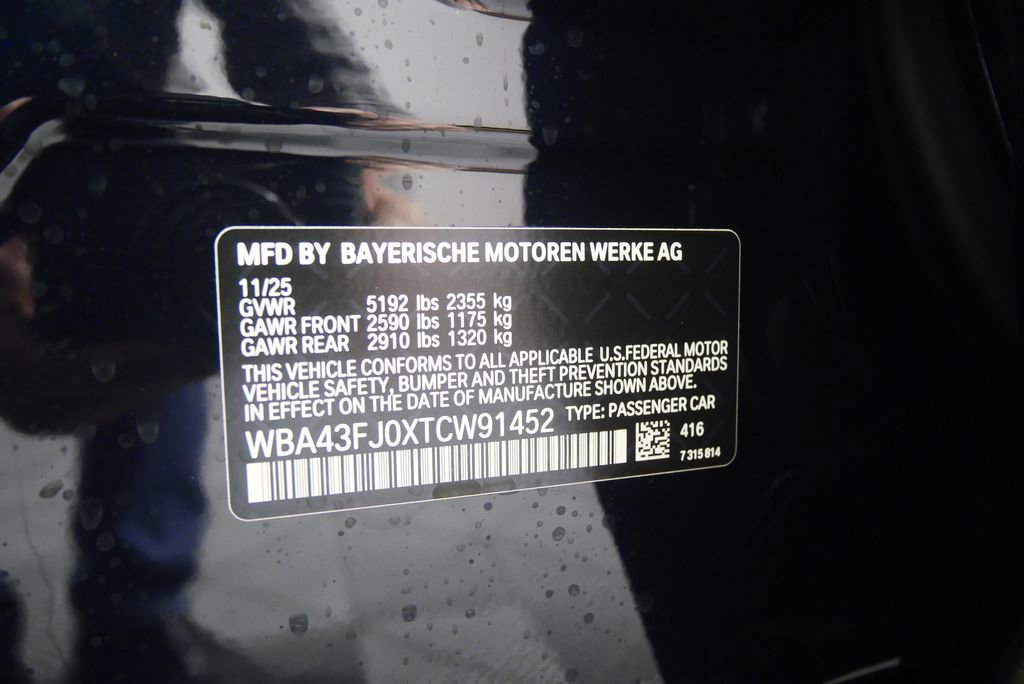 MFD BY BAYERISCHE MOTOREN WERKE AG
11/25
GVWR 5192 lbs 2355 kg
GAWR FRONT 2590 lbs 1175 kg
GAWR REAR 2910 lbs 1320 kg
THIS VEHICLE CONFORMS TO ALL APPLICABLE U.S.FEDERAL MOTOR
VEHICLE SAFETY, BUMPER AND THEFT PREVENTION STANDARDS
IN EFFECT ON THE DATE OF MANUFACTURE SHOWN ABOVE.
WBA43FJ0XTCW91452 TYPE: PASSENGER CAR
416
7 315 814